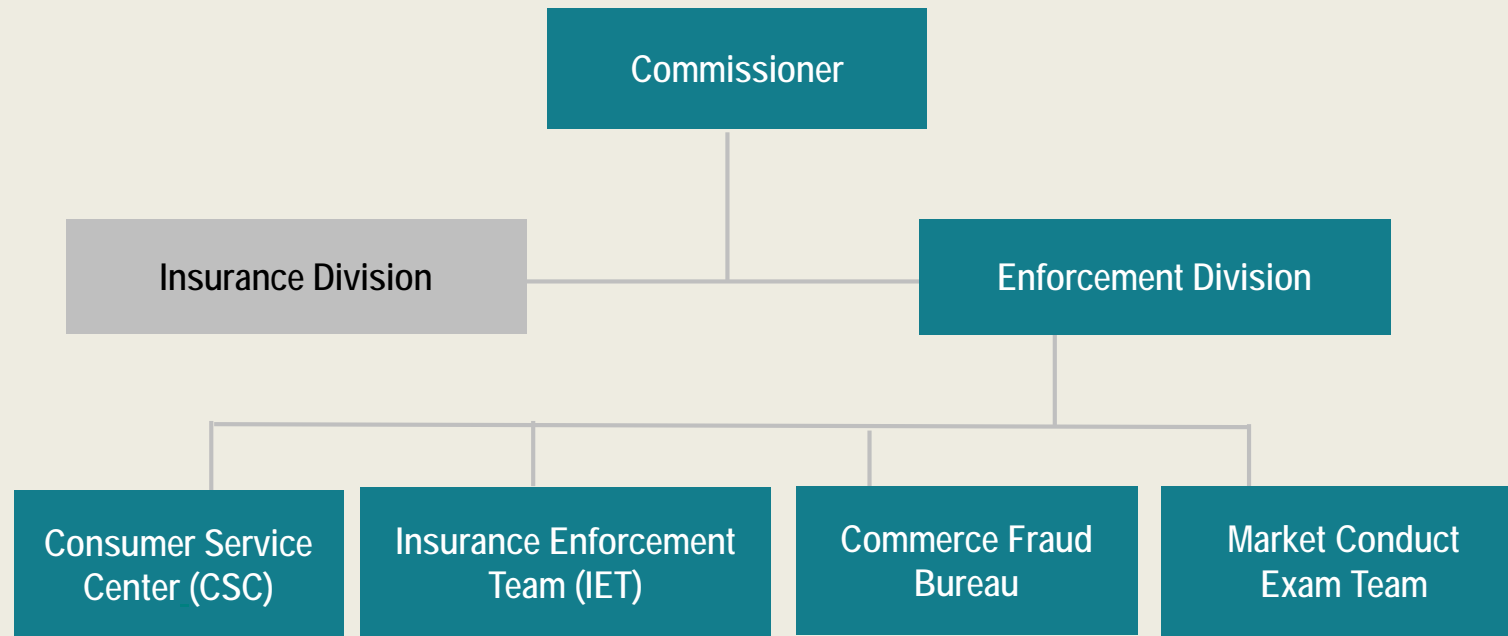 Commissioner
Insurance Division
Enforcement Division
Consumer Service
Center (CSC)
Insurance Enforcement
Team (IET)
Commerce Fraud
Bureau
Market Conduct
Exam Team